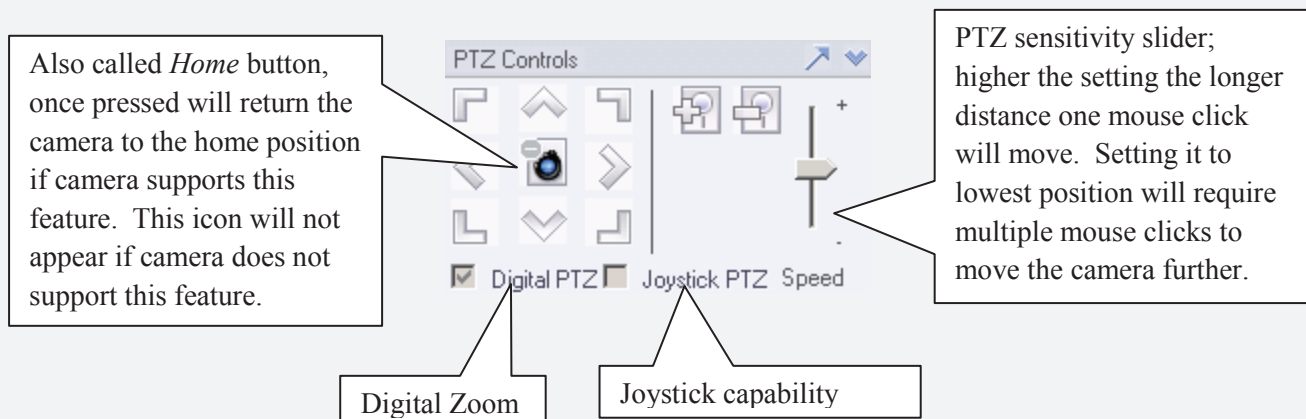 Also called Home button,
once pressed will return the
camera to the home position
if camera supports this
feature. This icon will not
appear if camera does not
support this feature.
PTZ Controls
+
-
Digital PTZ Joystick PTZ Speed
PTZ sensitivity slider;
higher the setting the longer
distance one mouse click
will move. Setting it to
lowest position will require
multiple mouse clicks to
move the camera further.
Digital Zoom
Joystick capability